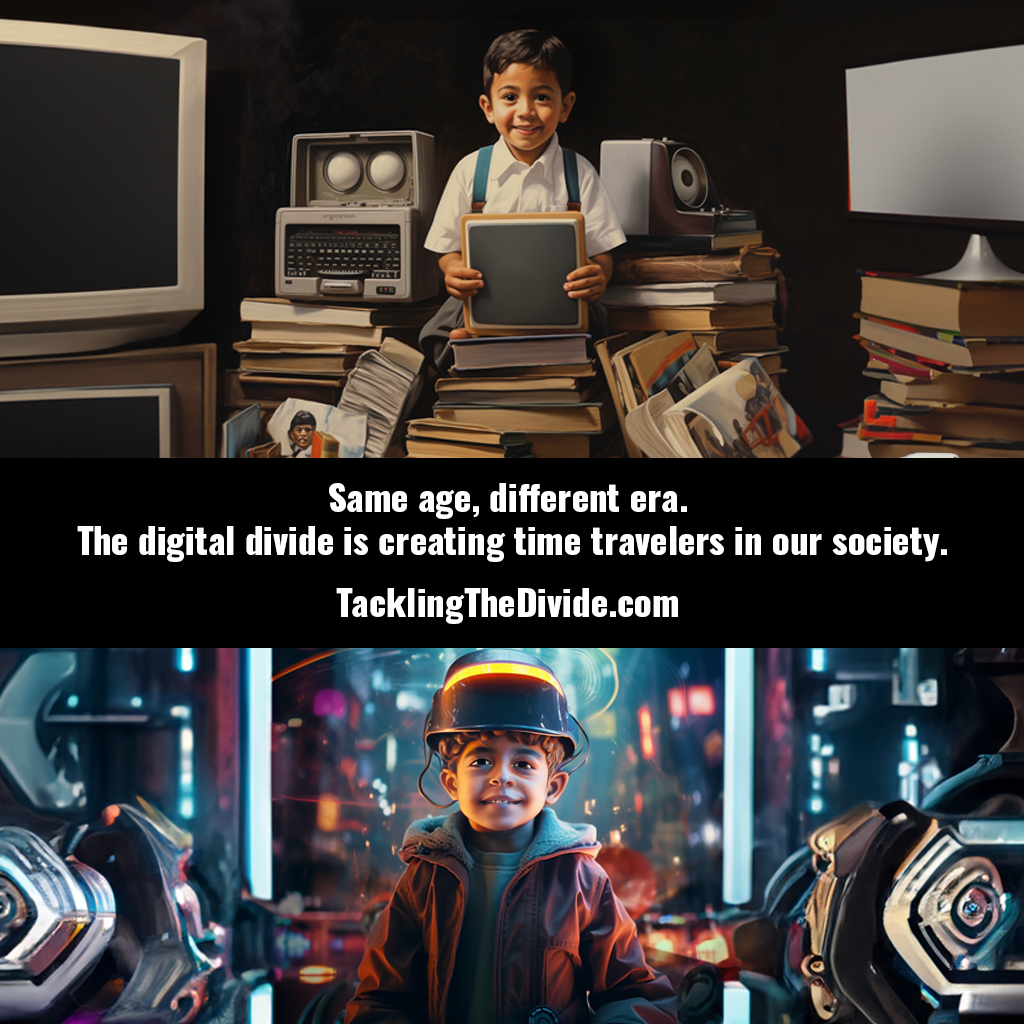 Same age, different era.
The digital divide is creating time travelers in our society.
TacklingTheDivide.com